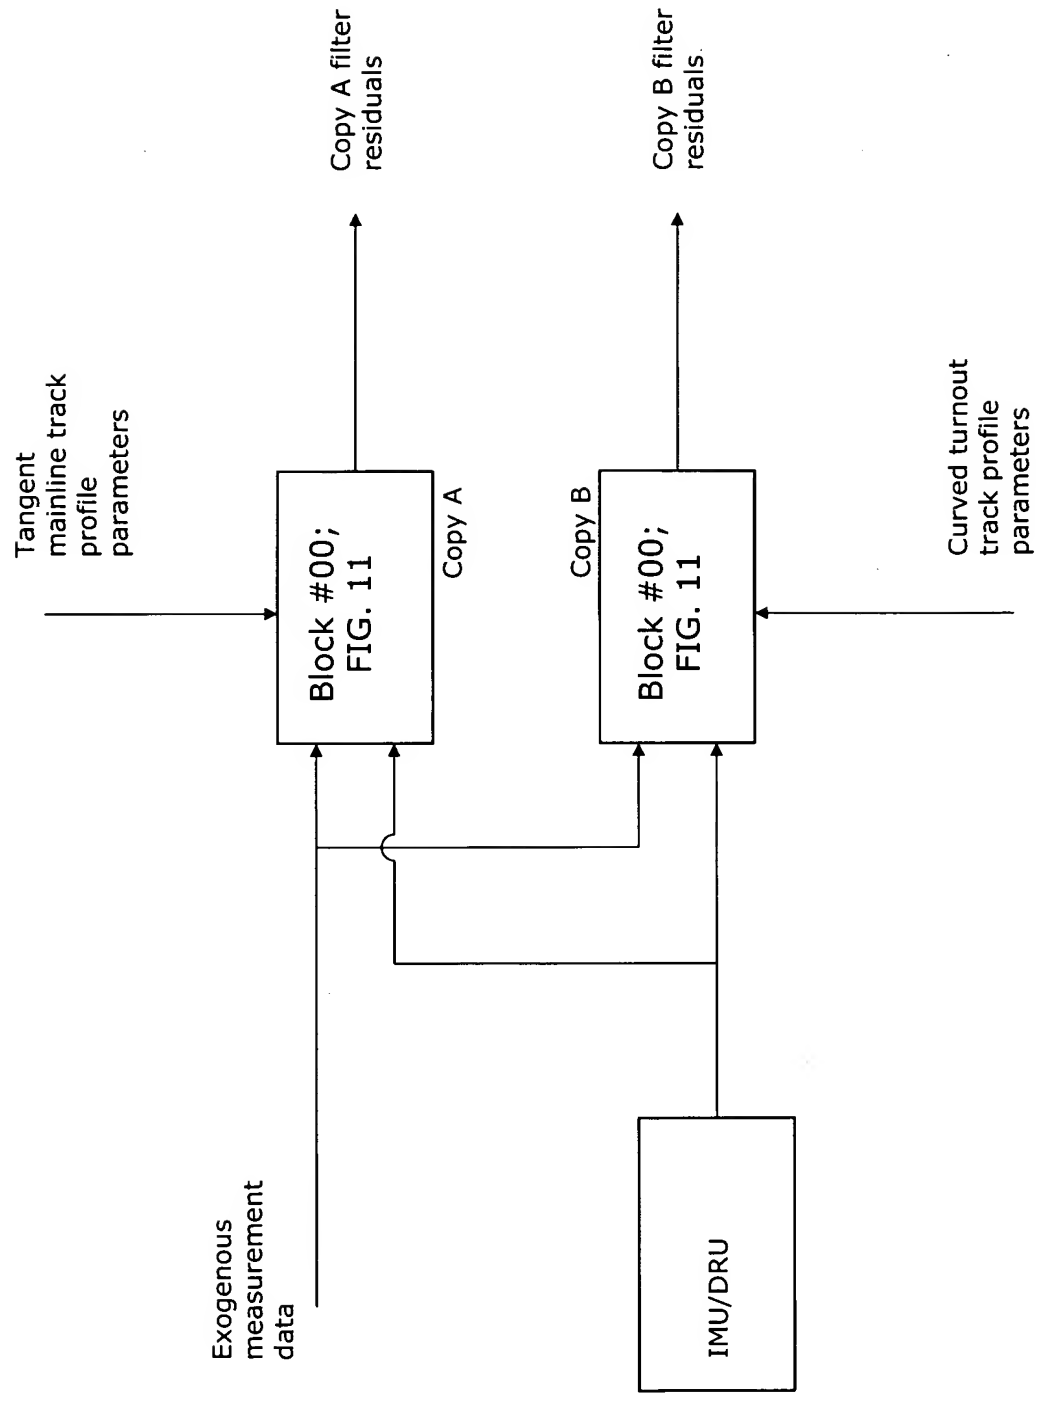 Tangent
mainline track
profile
parameters
Exogenous
measurement
data
Block #00;
FIG. 11
Copy A
Copy A filter
residuals
IMU/DRU
Copy B
Block #00;
FIG. 11
Copy B filter
residuals
Curved turnout
track profile
parameters